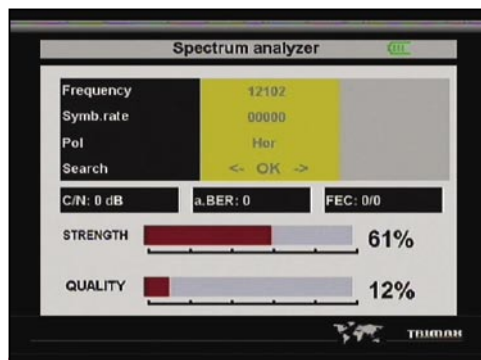 Spectrum analyzer
Frequency 12102
Symb.rate 00000
Pol Hor
Search <- OK ->
C/N: 0 dB a.BER: 0 FEC: 0/0
STRENGTH 61%
QUALITY 12%
TRIMAX